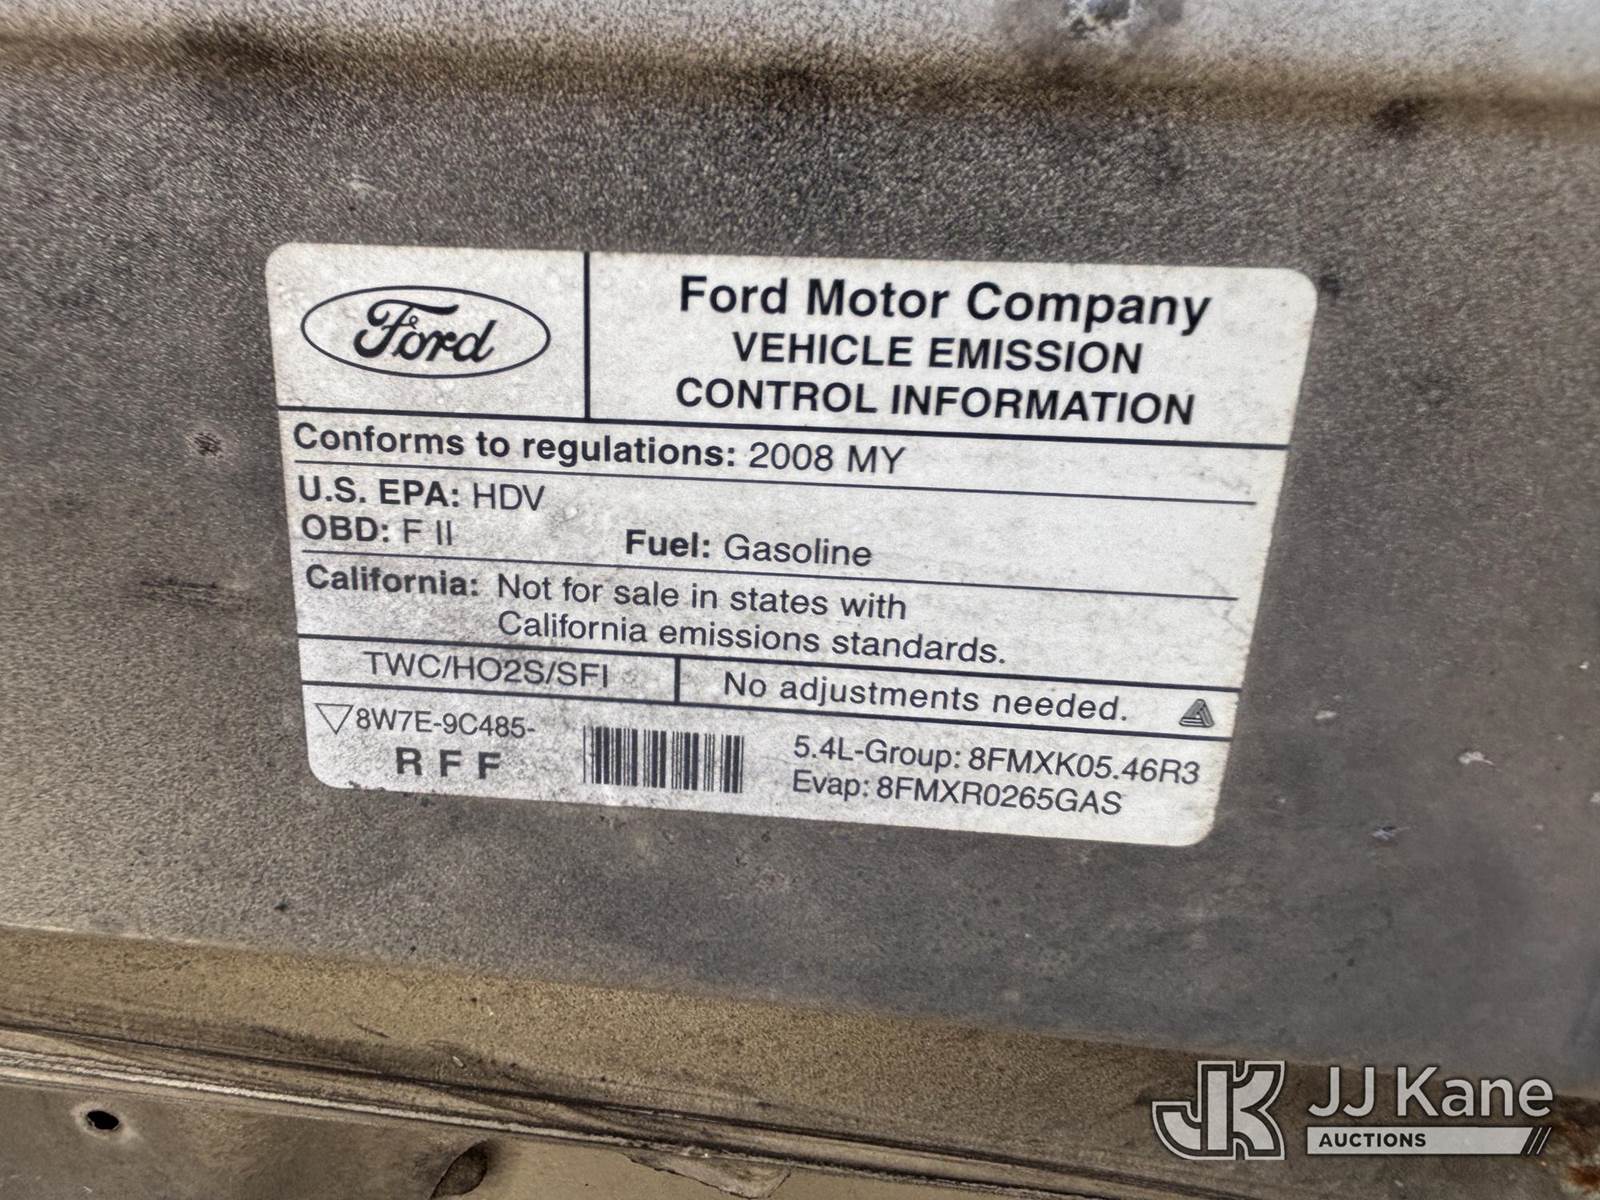 Ford
Ford Motor Company
VEHICLE EMISSION
CONTROL INFORMATION
Conforms to regulations: 2008 MY
U.S. EPA: HDV
OBD: F II Fuel: Gasoline
California: Not for sale in states with
California emissions standards.
TWC/HO2S/SFI
No adjustments needed.
8W7E-9C485-
R F F
5.4L-Group: 8FMXK05.46R3
Evap: 8FMXR0265GAS
JK JJ Kane
AUCTIONS